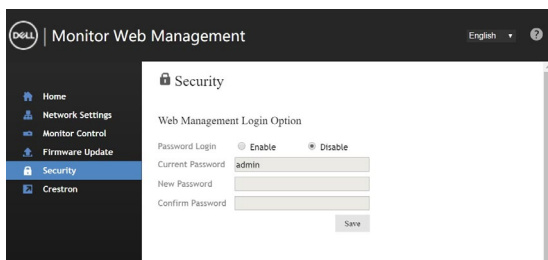 DELL | Monitor Web Management
English
?
Home
Network Settings
Monitor Control
Firmware Update
Security
Crestron
Security
Web Management Login Option
Password Login Enable Disable
Current Password admin
New Password
Confirm Password
Save